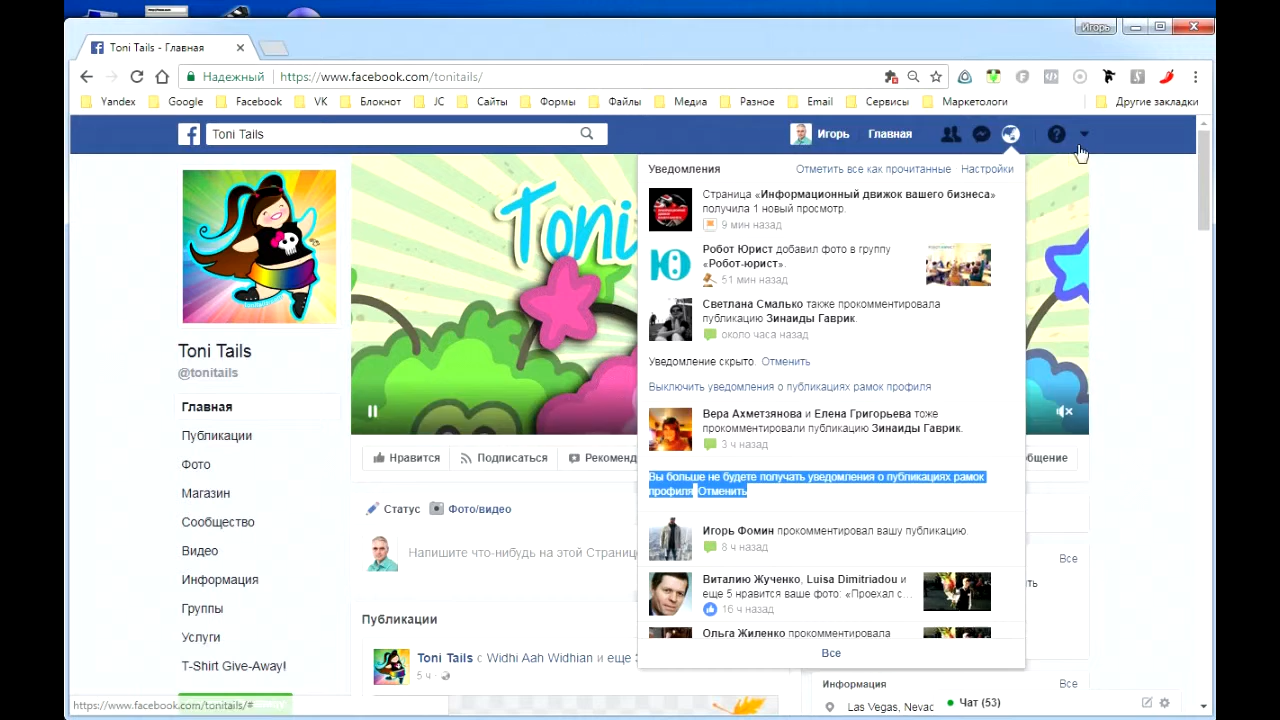 Игорь
Toni Tails - Главная
Надежный https://www.facebook.com/tonitails/
Yandex Google Facebook VK Блокнот JC Сайты Формы Файлы Медиа Разное Email Сервисы Маркетологи Другие закладки
Toni Tails Игорь Главная
Toni
Toni Tails
@tonitails
Главная
Публикации
Фото
Магазин
Сообщество
Видео
Информация
Группы
Услуги
T-Shirt Give-Away!
Нравится Подписаться Рекоменд
общение
Статус Фото/видео
Напишите что-нибудь на этой Страниц
Публикации
Toni Tails с Widhi Aah Widhian и еще 3
5 ч
Уведомления Отметить все как прочитанные Настройки
Страница «Информационный движок вашего бизнеса»
получила 1 новый просмотр.
9 мин назад
Робот Юрист добавил фото в группу
«Робот-юрист».
51 мин назад
Светлана Смалько также прокомментировала
публикацию Зинаиды Гаврик.
около часа назад
Уведомление скрыто. Отменить
Выключить уведомления о публикациях рамок профиля
Вера Ахметзянова и Елена Григорьева тоже
прокомментировали публикацию Зинаиды Гаврик.
3 ч назад
Вы больше не будете получать уведомления о публикациях рамок
профиля Отменить
Игорь Фомин прокомментировал вашу публикацию.
8 ч назад
Виталию Жученко, Luisa Dimitriadou и
еще 5 нравится ваше фото: «Проехал с...
16 ч назад
Ольга Жиленко прокомментировала
Все
Все
ть
Информация Все
Las Vegas, Nevac
Чат (53)
https://www.facebook.com/tonitails/#